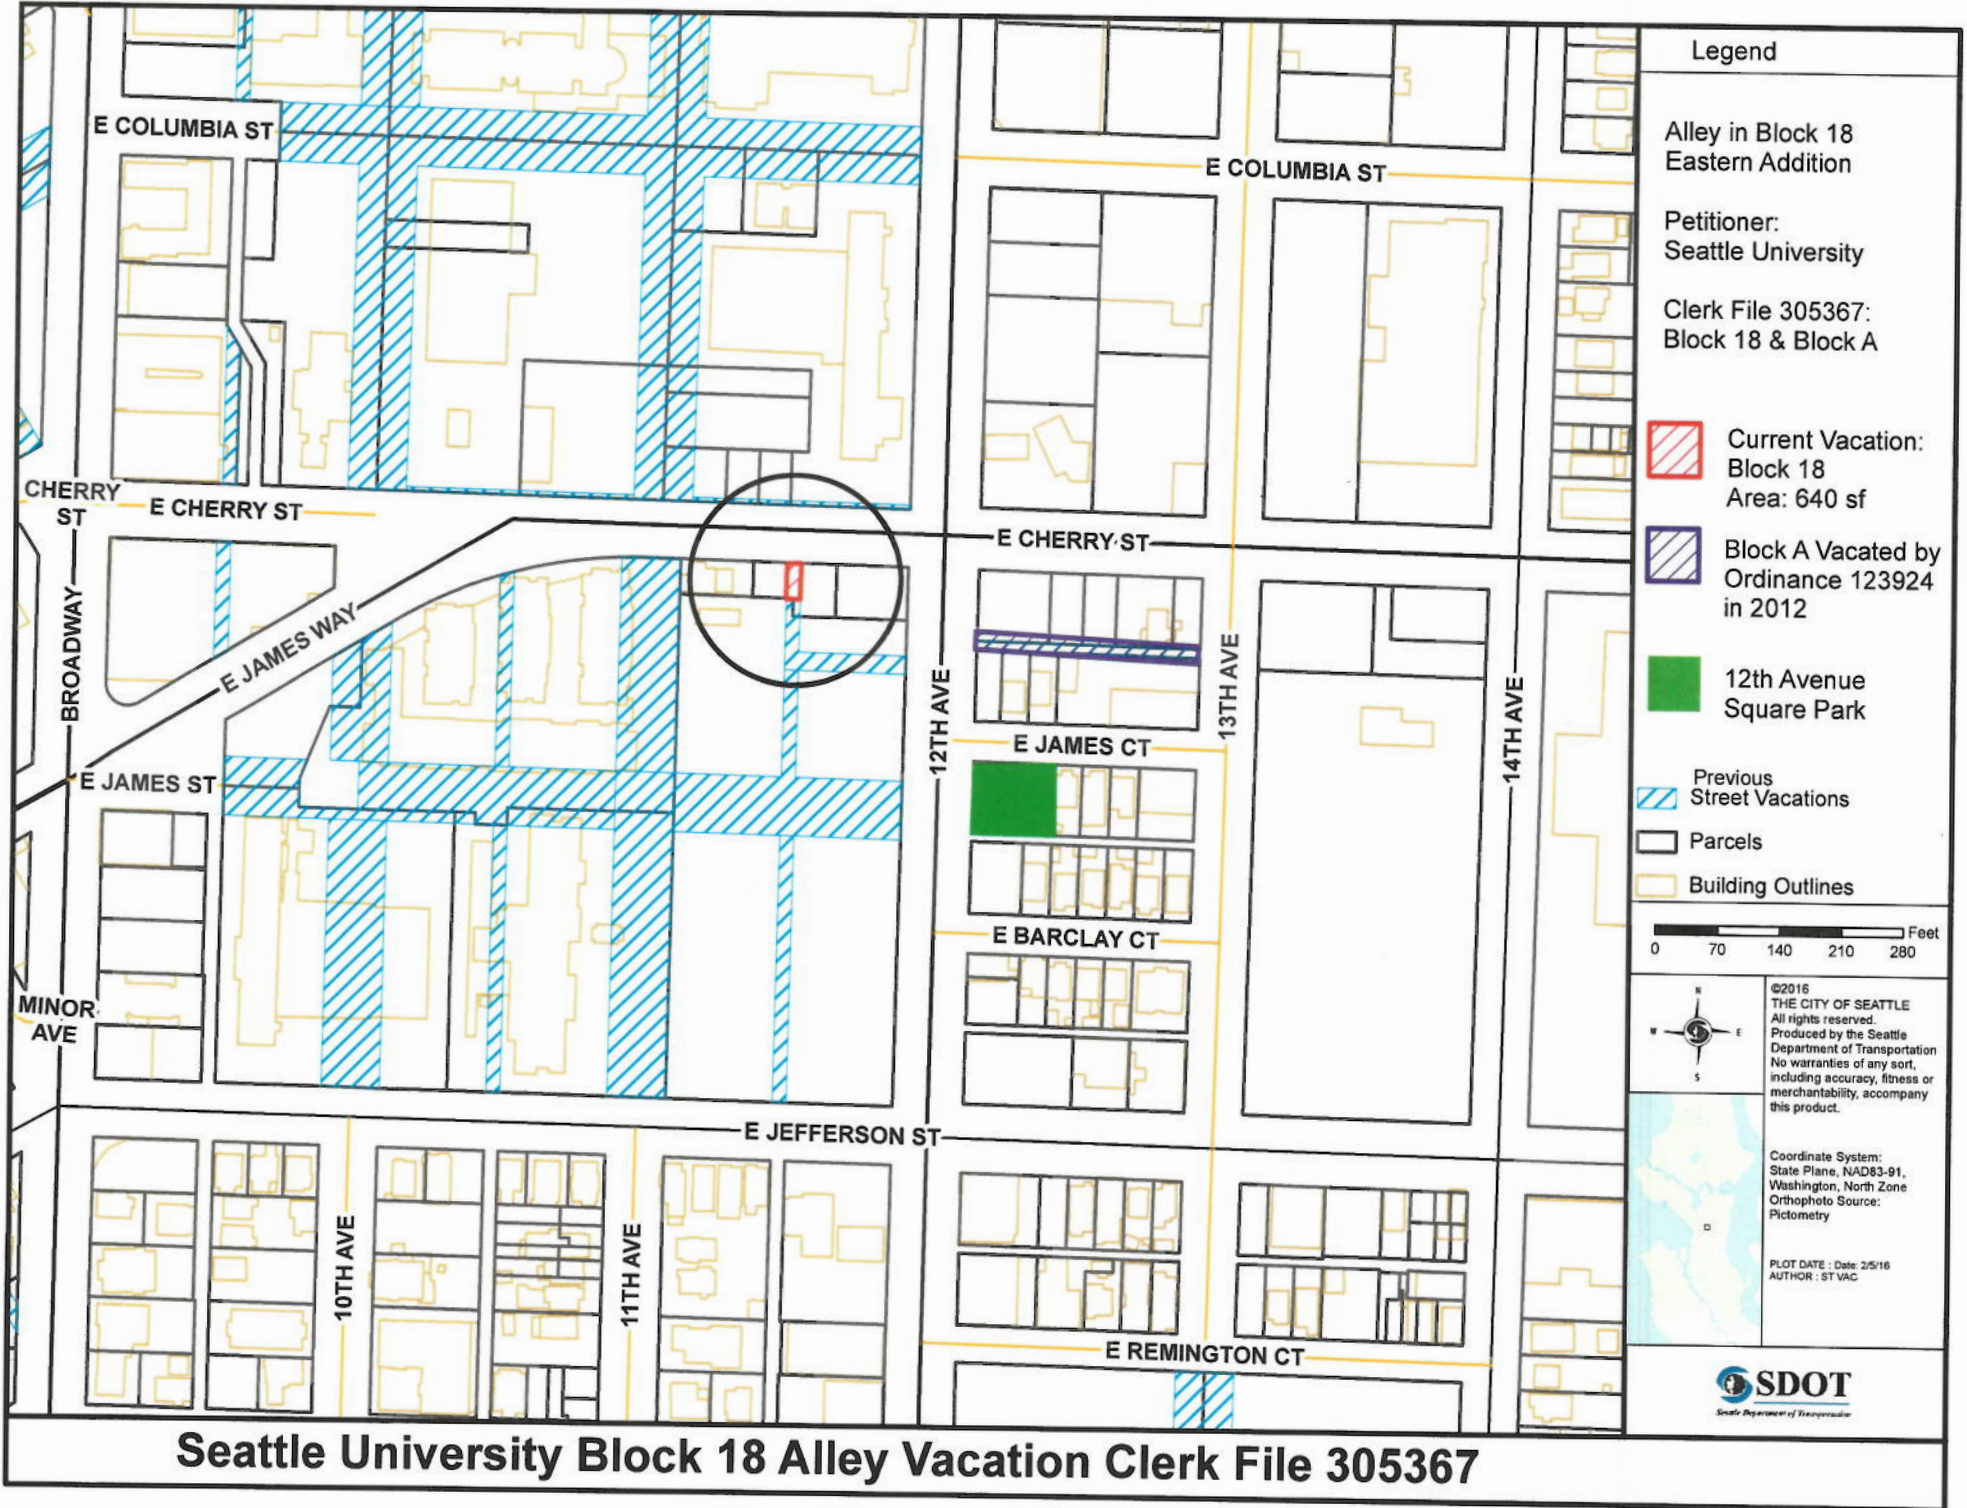 E COLUMBIA ST
E COLUMBIA ST
CHERRY
ST
E CHERRY ST
E CHERRY ST
BROADWAY
E JAMES WAY
E JAMES ST
12TH AVE
13TH AVE
14TH AVE
E JAMES CT
E BARCLAY CT
MINOR
AVE
E JEFFERSON ST
10TH AVE
11TH AVE
E REMINGTON CT
Legend
Alley in Block 18
Eastern Addition
Petitioner:
Seattle University
Clerk File 305367:
Block 18 & Block A
Current Vacation:
Block 18
Area: 640 sf
Block A Vacated by
Ordinance 123924
in 2012
12th Avenue
Square Park
Previous
Street Vacations
Parcels
Building Outlines
Feet
0 70 140 210 280
N
W E
S
©2016
THE CITY OF SEATTLE
All rights reserved.
Produced by the Seattle
Department of Transportation
No warranties of any sort,
including accuracy, fitness or
merchantability, accompany
this product.
Coordinate System:
State Plane, NAD83-91,
Washington, North Zone
Orthophoto Source:
Pictometry
PLOT DATE : Date: 2/5/16
AUTHOR : ST VAC
SDOT
Seattle Department of Transportation
Seattle University Block 18 Alley Vacation Clerk File 305367